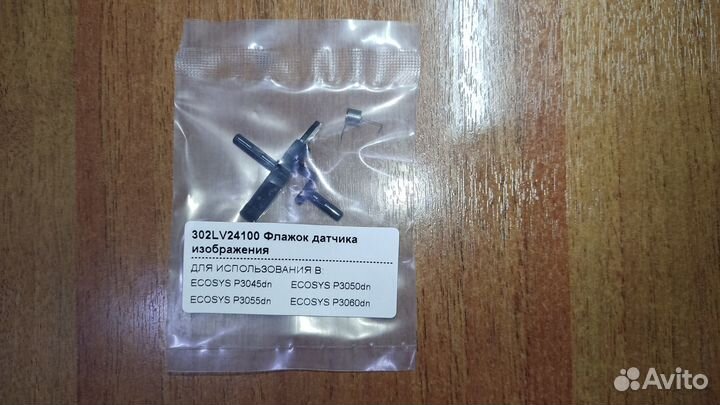 302LV24100 Флажок датчика
изображения
ДЛЯ ИСПОЛЬЗОВАНИЯ В:
ECOSYS P3045dn ECOSYS P3050dn
ECOSYS P3055dn ECOSYS P3060dn
Avito